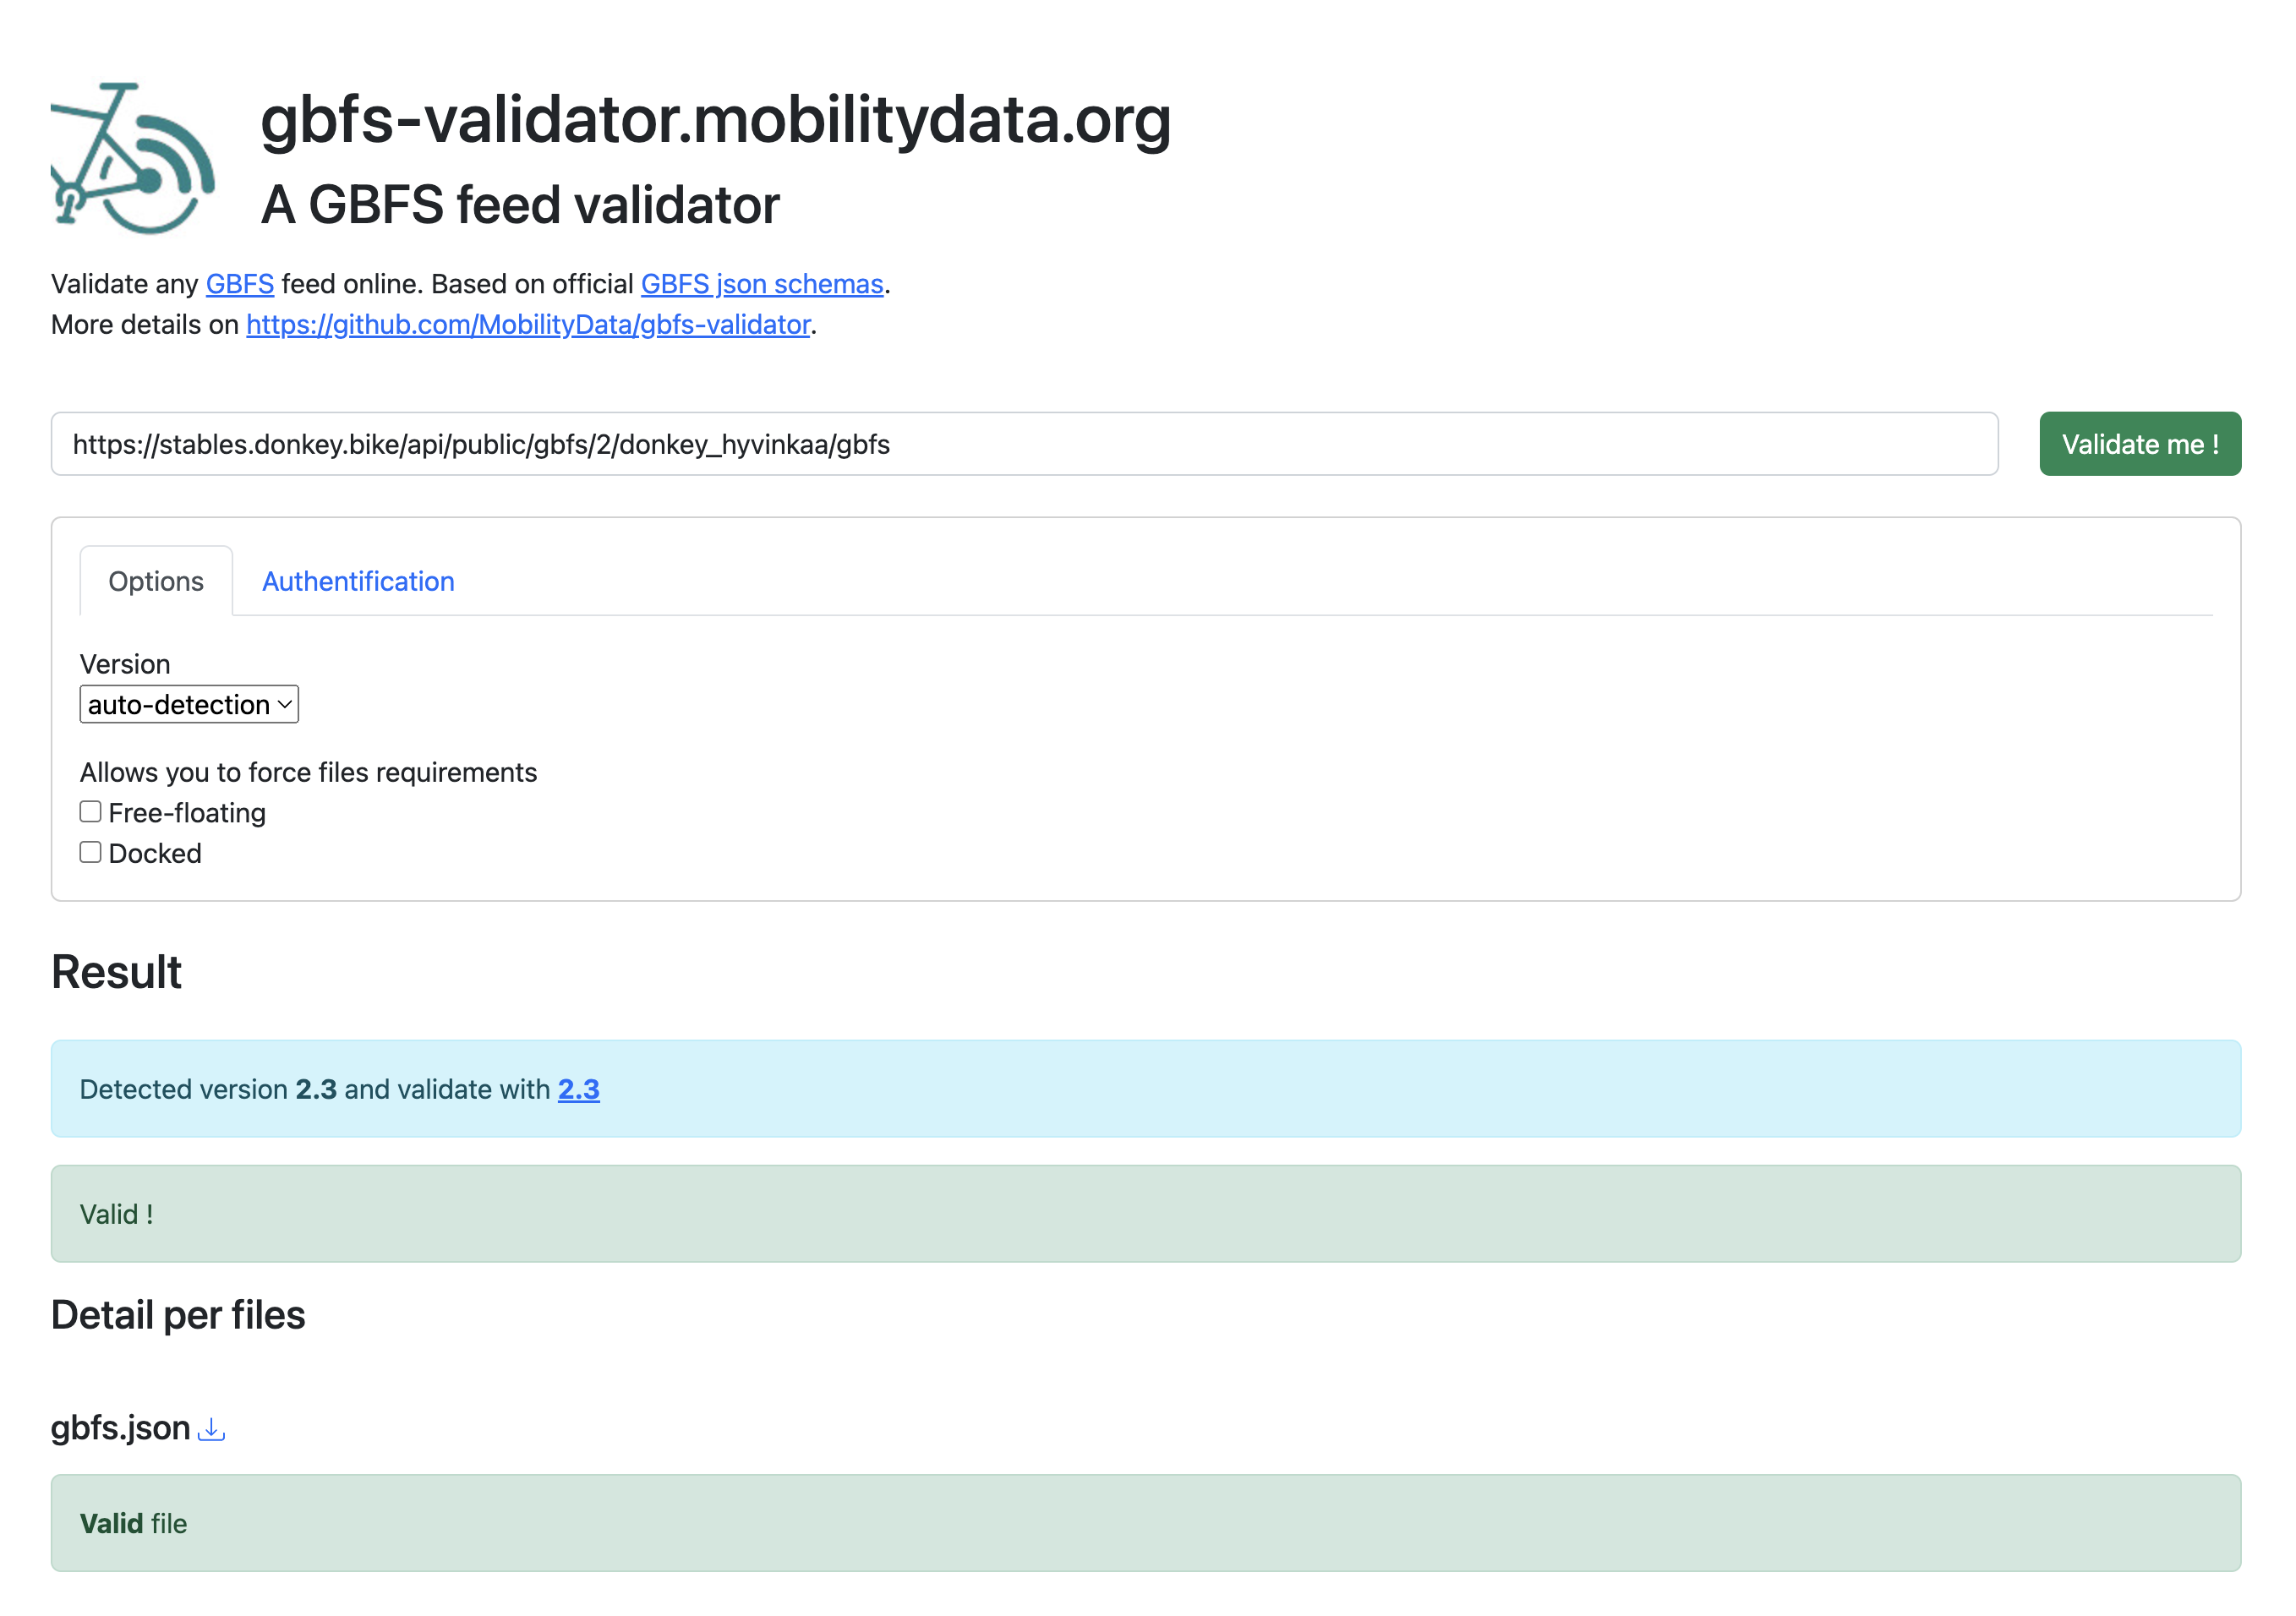 gbfs-validator.mobilitydata.org
A GBFS feed validator
Validate any GBFS feed online. Based on official GBFS json schemas.
More details on https://github.com/MobilityData/gbfs-validator.
https://stables.donkey.bike/api/public/gbfs/2/donkey_hyvinkaa/gbfs
Validate me !
Options
Authentification
Version
auto-detection
Allows you to force files requirements
Free-floating
Docked
Result
Detected version 2.3 and validate with 2.3
Valid !
Detail per files
gbfs.json
Valid file